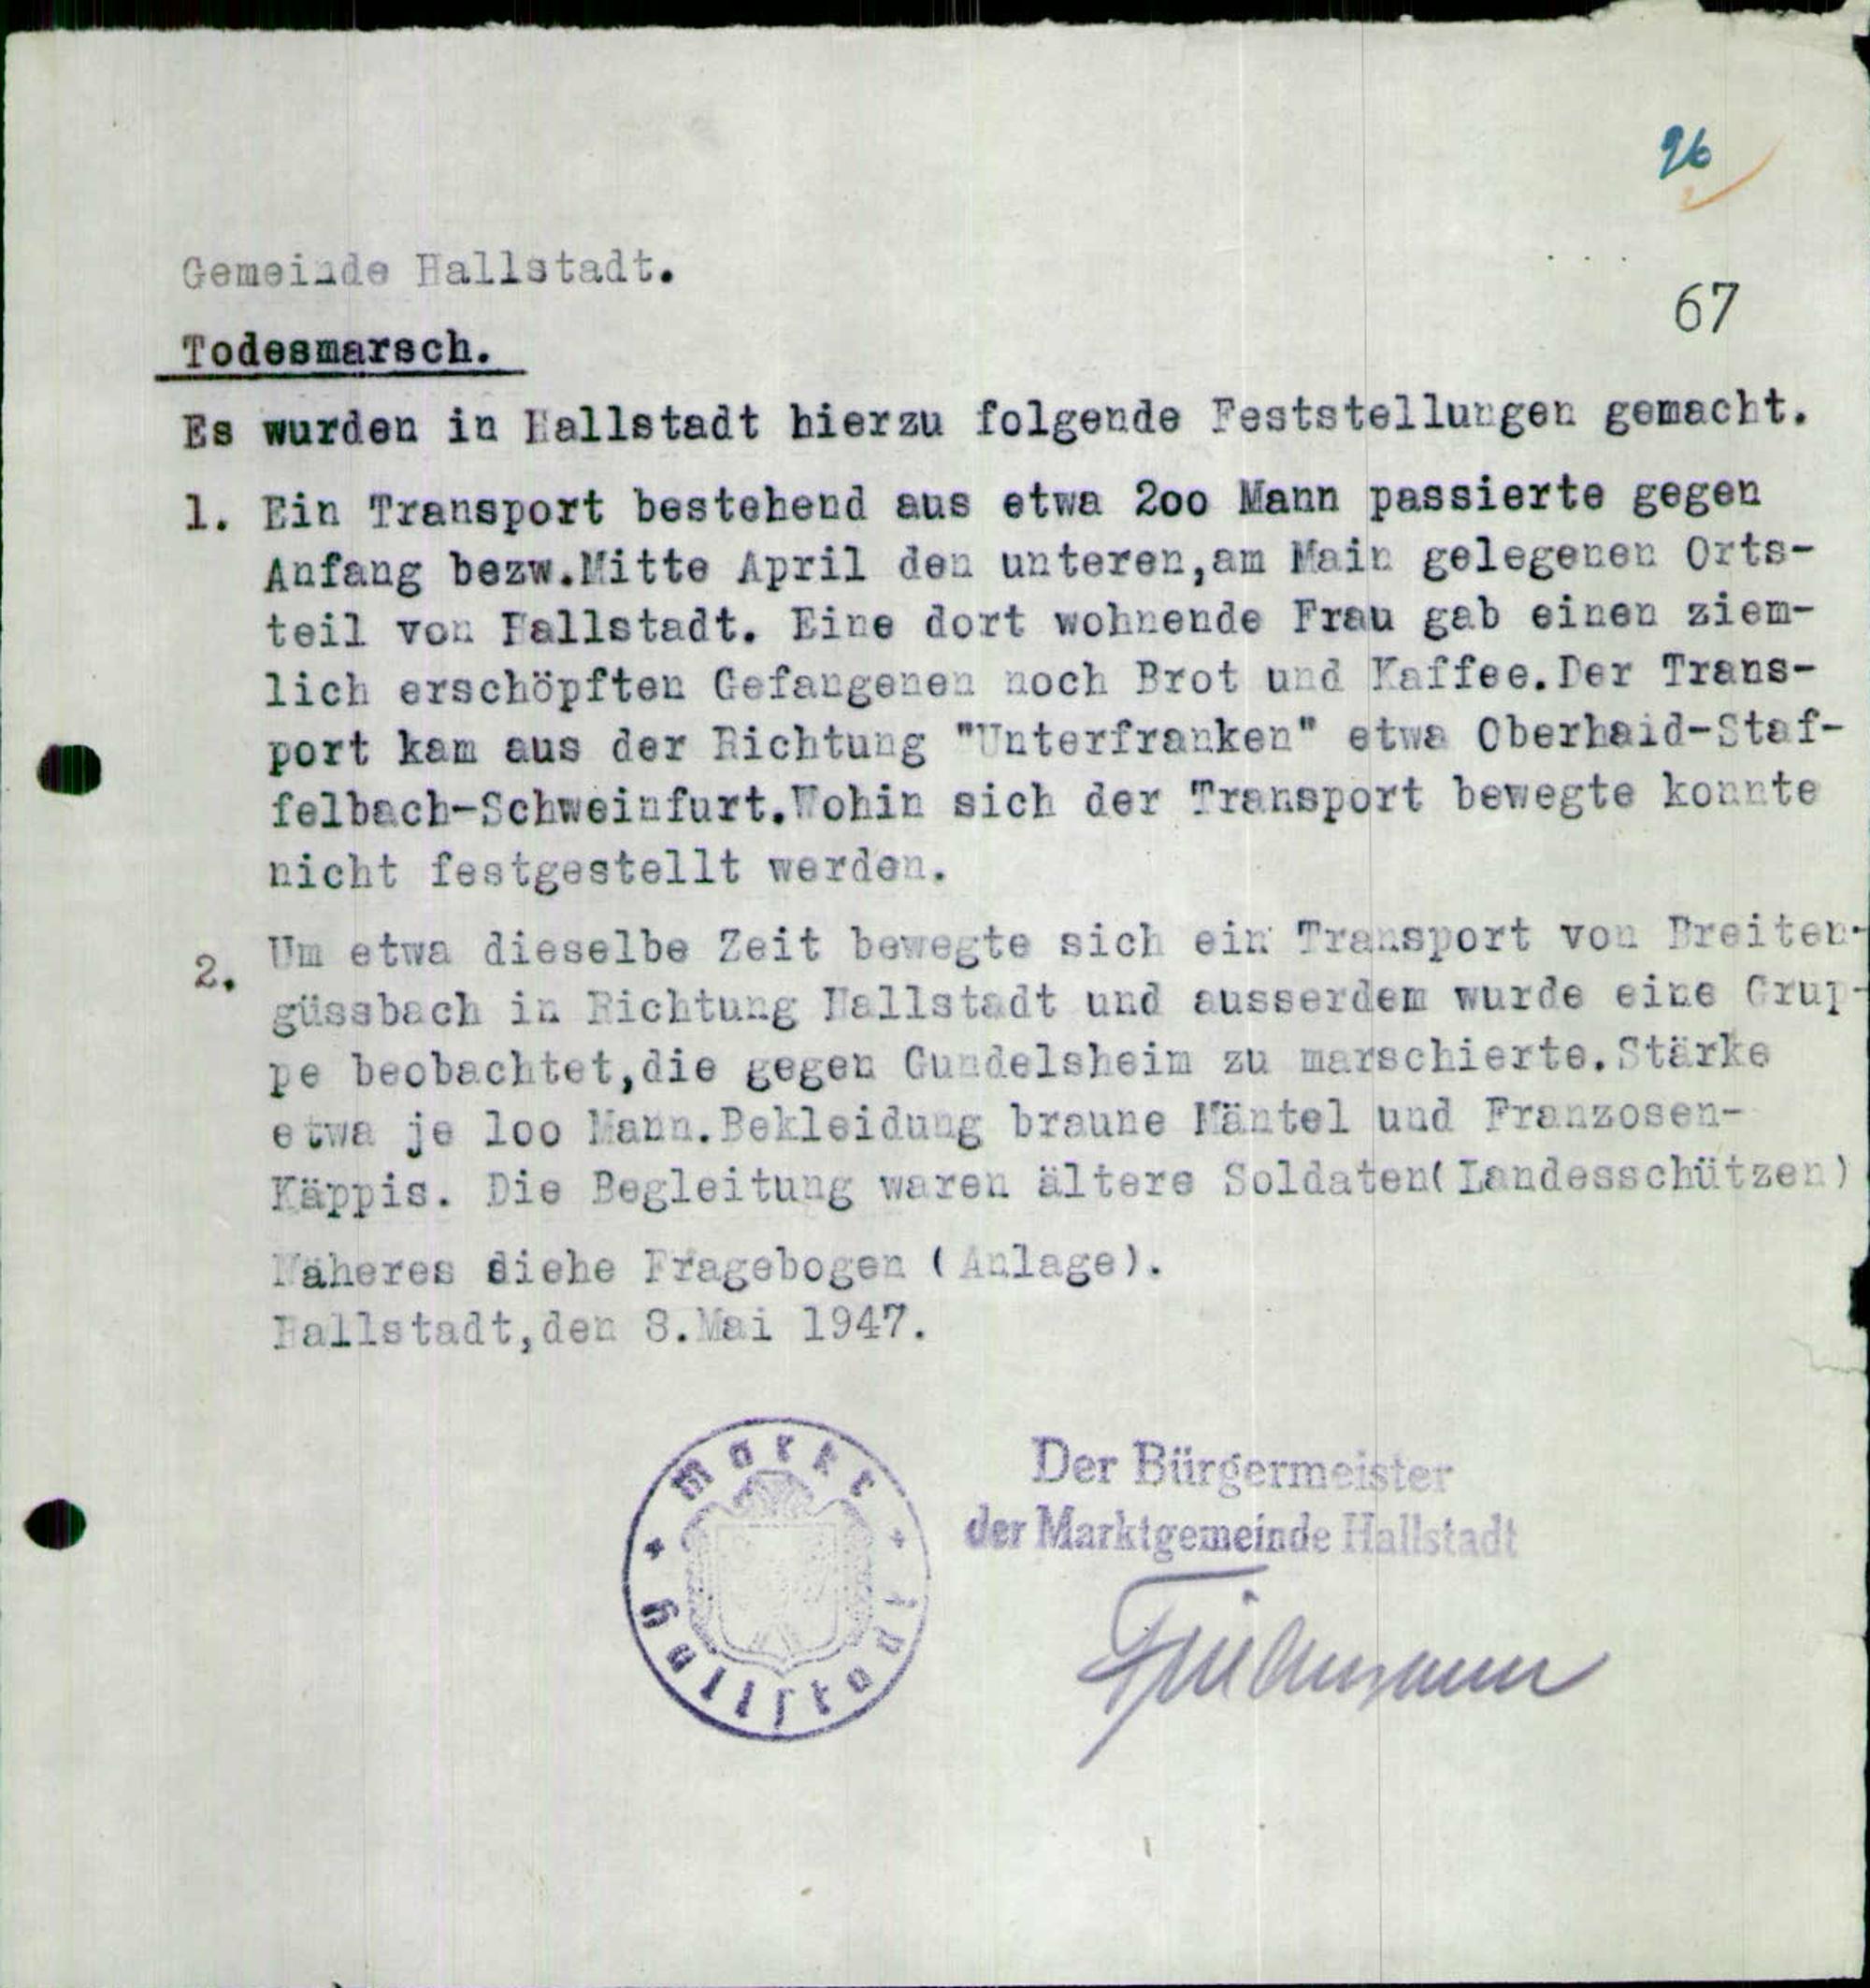 26
Gemeinde Hallstadt.
67
Todesmarsch.
Es wurden in Hallstadt hierzu folgende Feststellungen gemacht.
1. Ein Transport bestehend aus etwa 2oo Mann passierte gegen
Anfang bezw.Mitte April den unteren,am Main gelegenen Orts-
teil von Hallstadt. Eine dort wohnende Frau gab einen ziem-
lich erschöpften Gefangenen noch Brot und Kaffee.Der Trans-
port kam aus der Richtung "Unterfranken" etwa Oberhaid-Staf-
felbach-Schweinfurt.Wohin sich der Transport bewegte konnte
nicht festgestellt werden.
2. Um etwa dieselbe Zeit bewegte sich ein Transport von Breiten-
güssbach in Richtung Hallstadt und ausserdem wurde eine Grup-
pe beobachtet,die gegen Gundelsheim zu marschierte.Stärke
etwa je loo Mann.Bekleidung braune Mäntel und Franzosen-
Käppis. Die Begleitung waren ältere Soldaten(Landesschützen)
Näheres siehe Fragebogen (Anlage).
Hallstadt,den 8.Mai 1947.
Markt Hallstadt
Der Bürgermeister
der Marktgemeinde Hallstadt